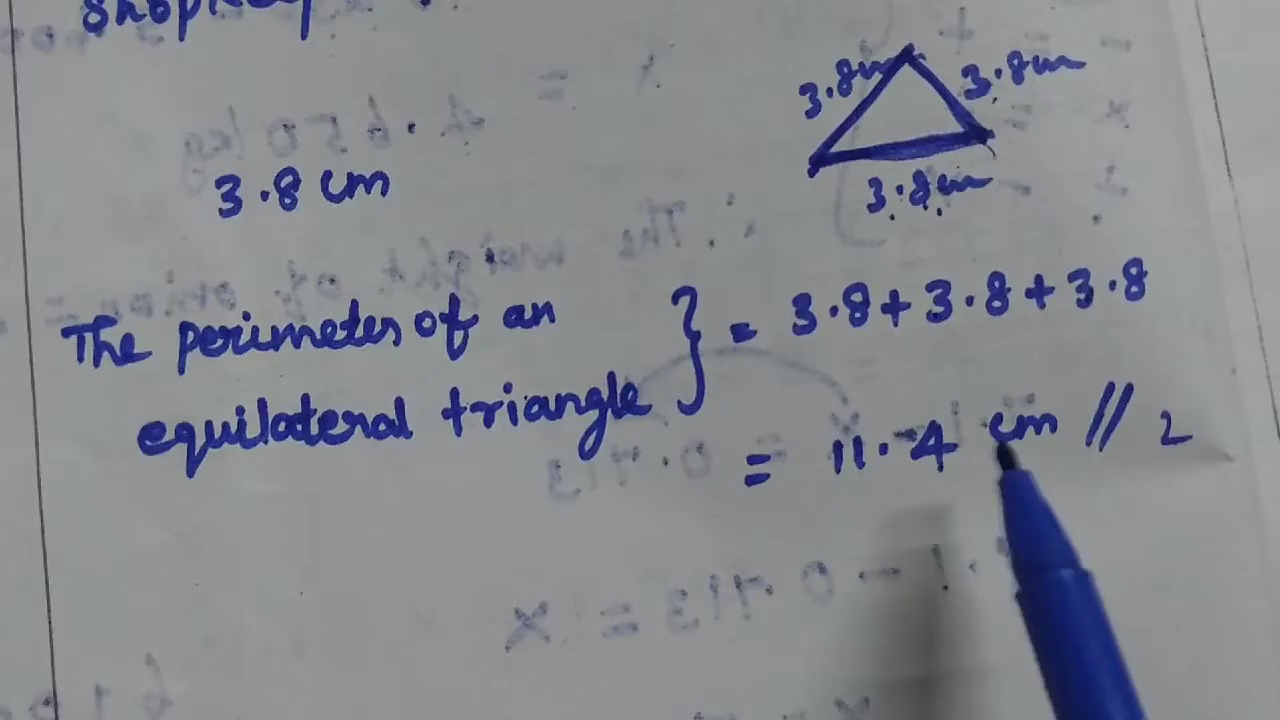 3.8 cm
3.8cm
3.8cm
3.8cm
The perimeter of an
equilateral triangle } = 3.8 + 3.8 + 3.8
= 11.4 cm // 2